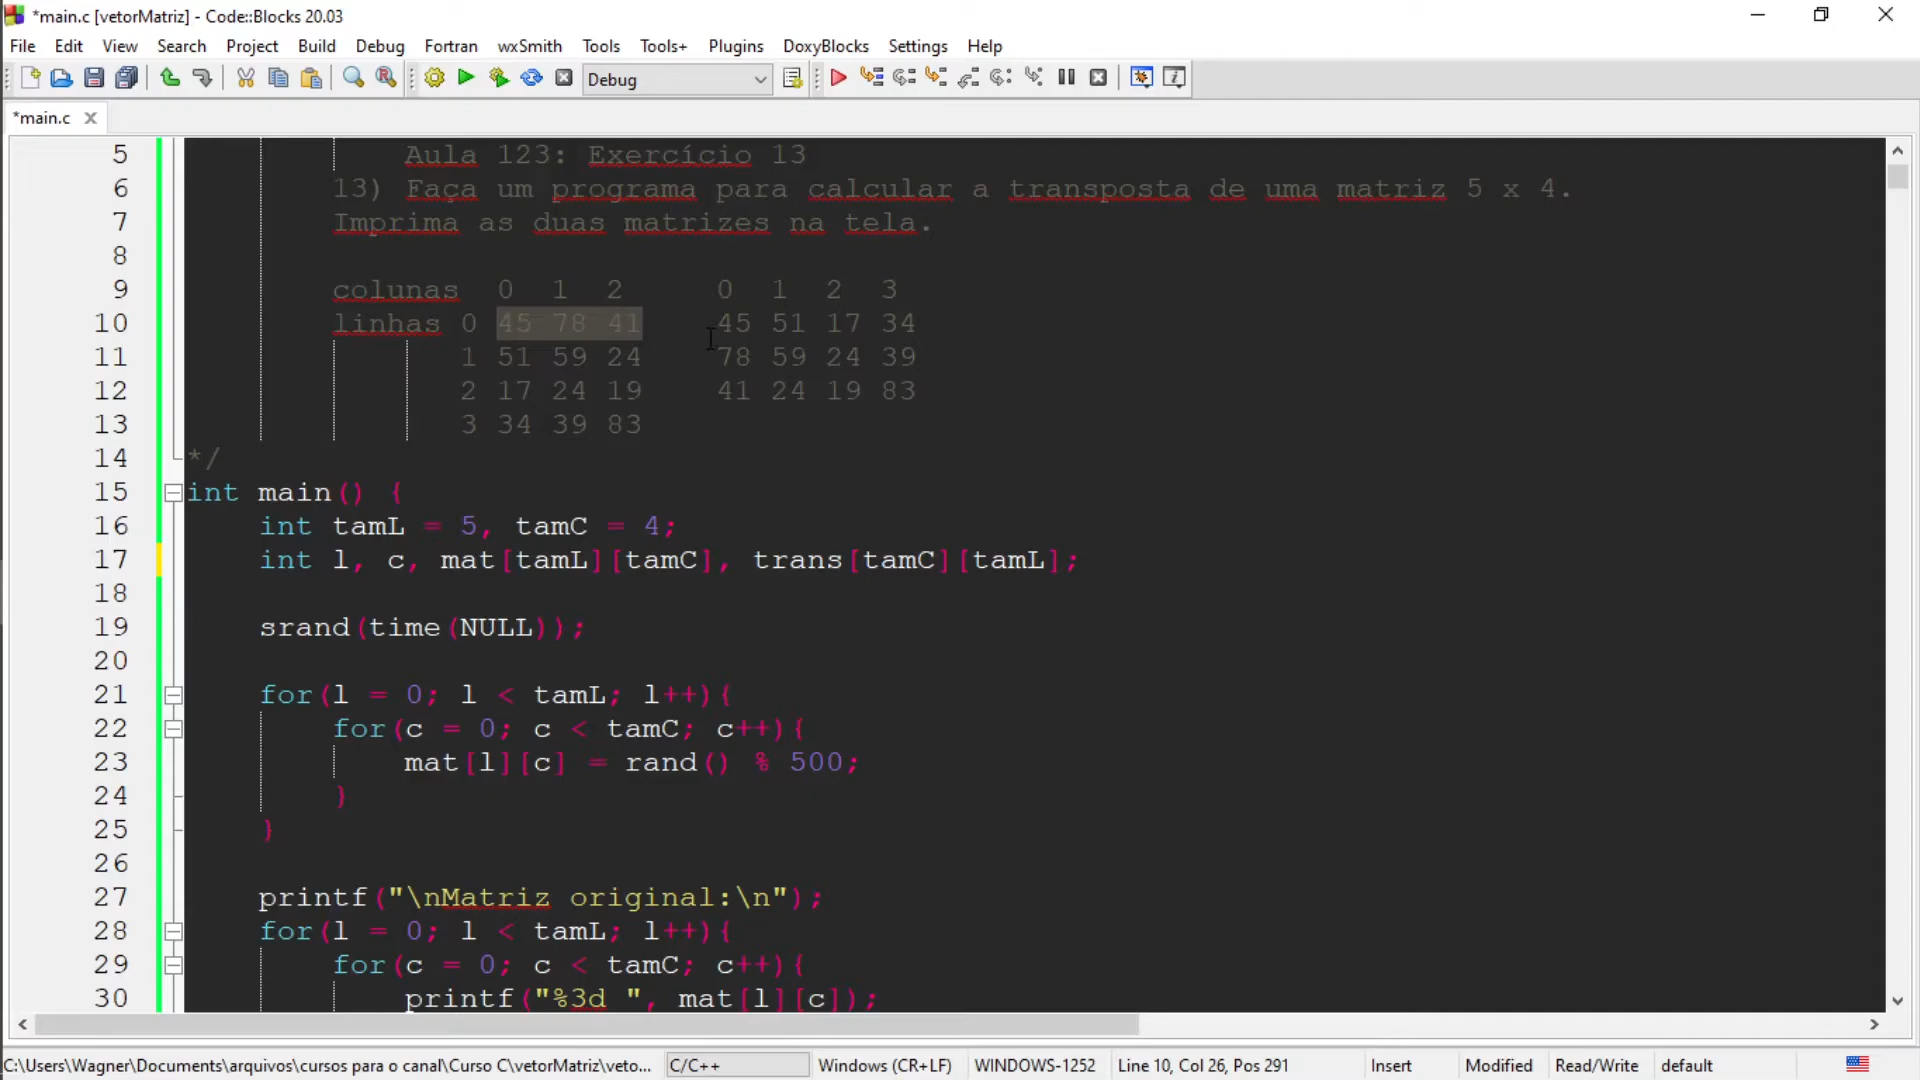 *main.c [vetorMatriz] - Code::Blocks 20.03
File Edit View Search Project Build Debug Fortran wxSmith Tools Tools+ Plugins DoxyBlocks Settings Help
Debug
*main.c
5 Aula 123: Exercício 13
6 13) Faça um programa para calcular a transposta de uma matriz 5 x 4.
7 Imprima as duas matrizes na tela.
8
9 colunas 0 1 2 0 1 2 3
10 linhas 0 45 78 41 45 51 17 34
11 1 51 59 24 78 59 24 39
12 2 17 24 19 41 24 19 83
13 3 34 39 83
14 */
15 int main() {
16 int tamL = 5, tamC = 4;
17 int l, c, mat[tamL][tamC], trans[tamC][tamL];
18
19 srand(time(NULL));
20
21 for(l = 0; l < tamL; l++){
22 for(c = 0; c < tamC; c++){
23 mat[l][c] = rand() % 500;
24 }
25 }
26
27 printf("\nMatriz original:\n");
28 for(l = 0; l < tamL; l++){
29 for(c = 0; c < tamC; c++){
30 printf("%3d ", mat[l][c]);
C:\Users\Wagner\Documents\arquivos\cursos para o canal\Curso C\vetorMatriz\veto... C/C++ Windows (CR+LF) WINDOWS-1252 Line 10, Col 26, Pos 291 Insert Modified Read/Write default